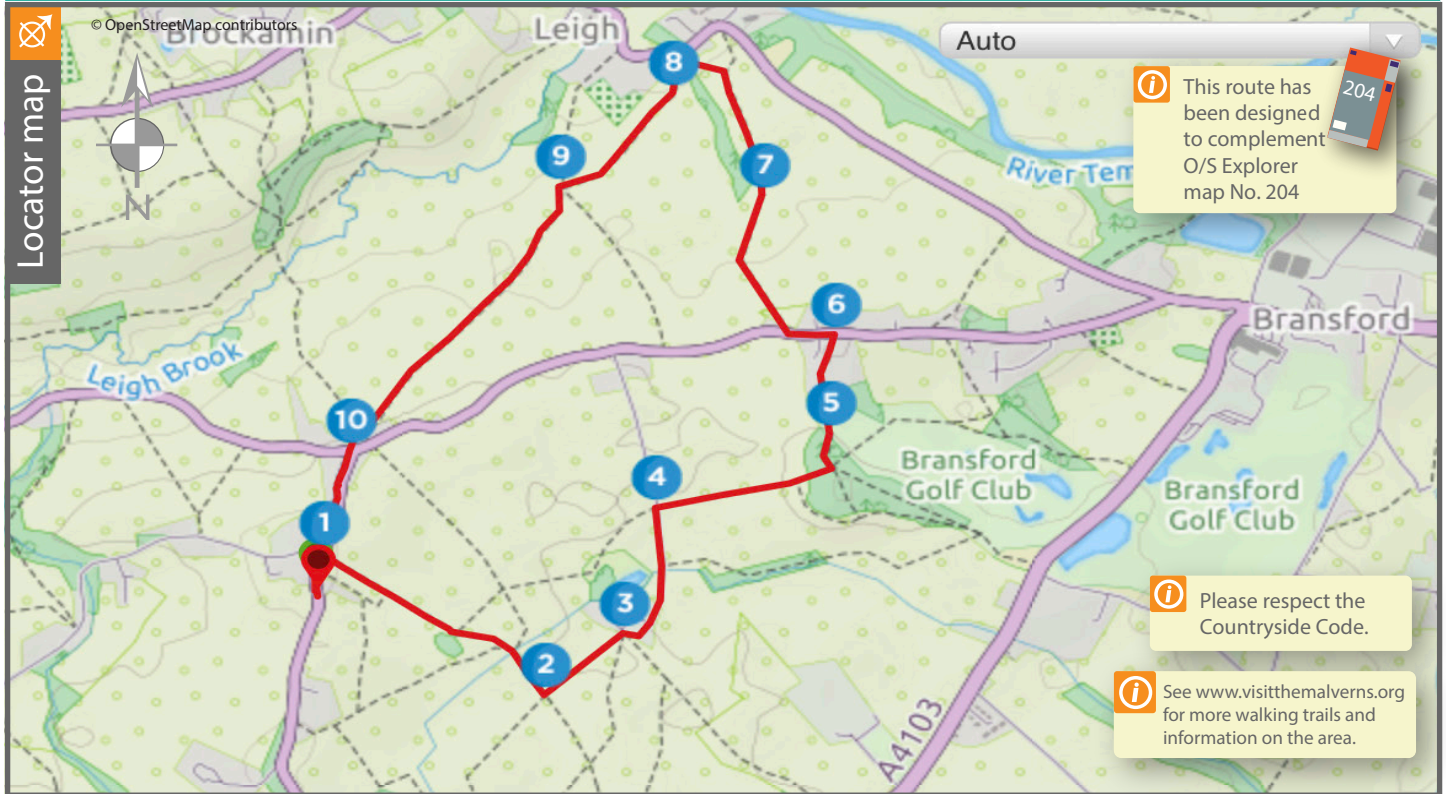 © OpenStreetMap contributors
Locator map
Brockamin
Leigh
Auto
This route has
been designed
to complement
O/S Explorer
map No. 204
204
N
8
9
7
River Tem
6
Bransford
Leigh Brook
5
10
4
Bransford
Golf Club
Bransford
Golf Club
1
3
2
Please respect the
Countryside Code.
See www.visitthemalverns.org
for more walking trails and
information on the area.
A4103